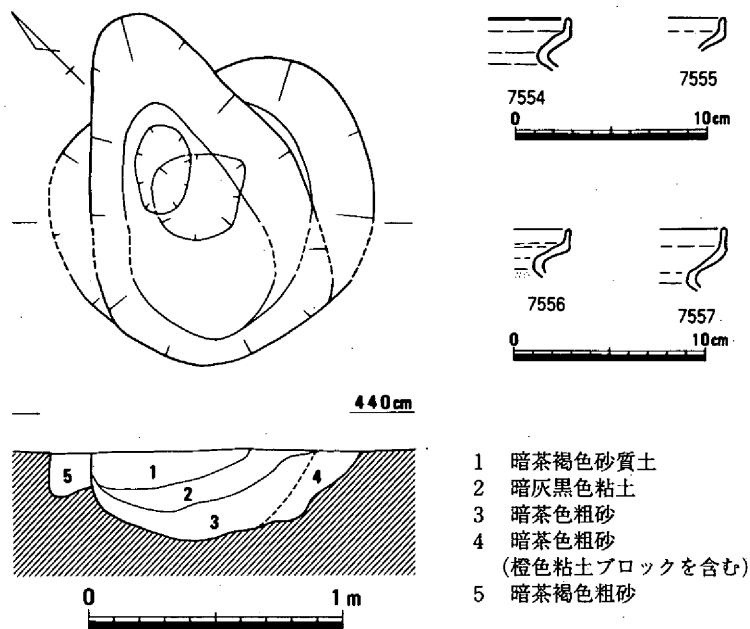 7554
7555
0 10cm
7556
7557
0 10cm
440cm
1
2
3
4
5
0 1m
1 暗茶褐色砂質土
2 暗灰黒色粘土
3 暗茶色粗砂
4 暗茶色粗砂
(橙色粘土ブロックを含む)
5 暗茶褐色粗砂